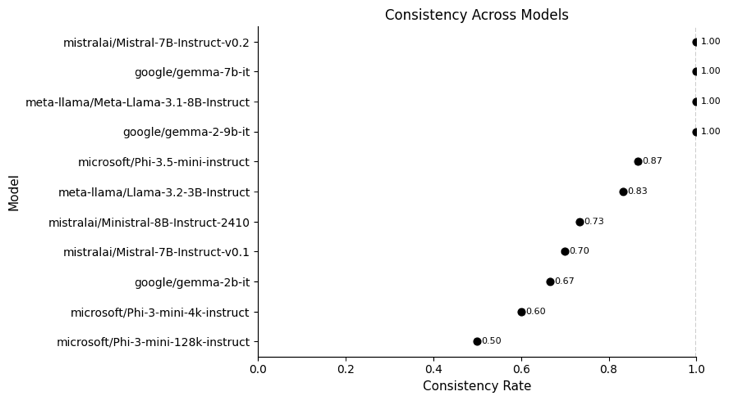 Consistency Across Models
Model
mistralai/Mistral-7B-Instruct-v0.2 1.00
google/gemma-7b-it 1.00
meta-llama/Meta-Llama-3.1-8B-Instruct 1.00
google/gemma-2-9b-it 1.00
microsoft/Phi-3.5-mini-instruct 0.87
meta-llama/Llama-3.2-3B-Instruct 0.83
mistralai/Ministral-8B-Instruct-2410 0.73
mistralai/Mistral-7B-Instruct-v0.1 0.70
google/gemma-2b-it 0.67
microsoft/Phi-3-mini-4k-instruct 0.60
microsoft/Phi-3-mini-128k-instruct 0.50
0.0 0.2 0.4 0.6 0.8 1.0
Consistency Rate